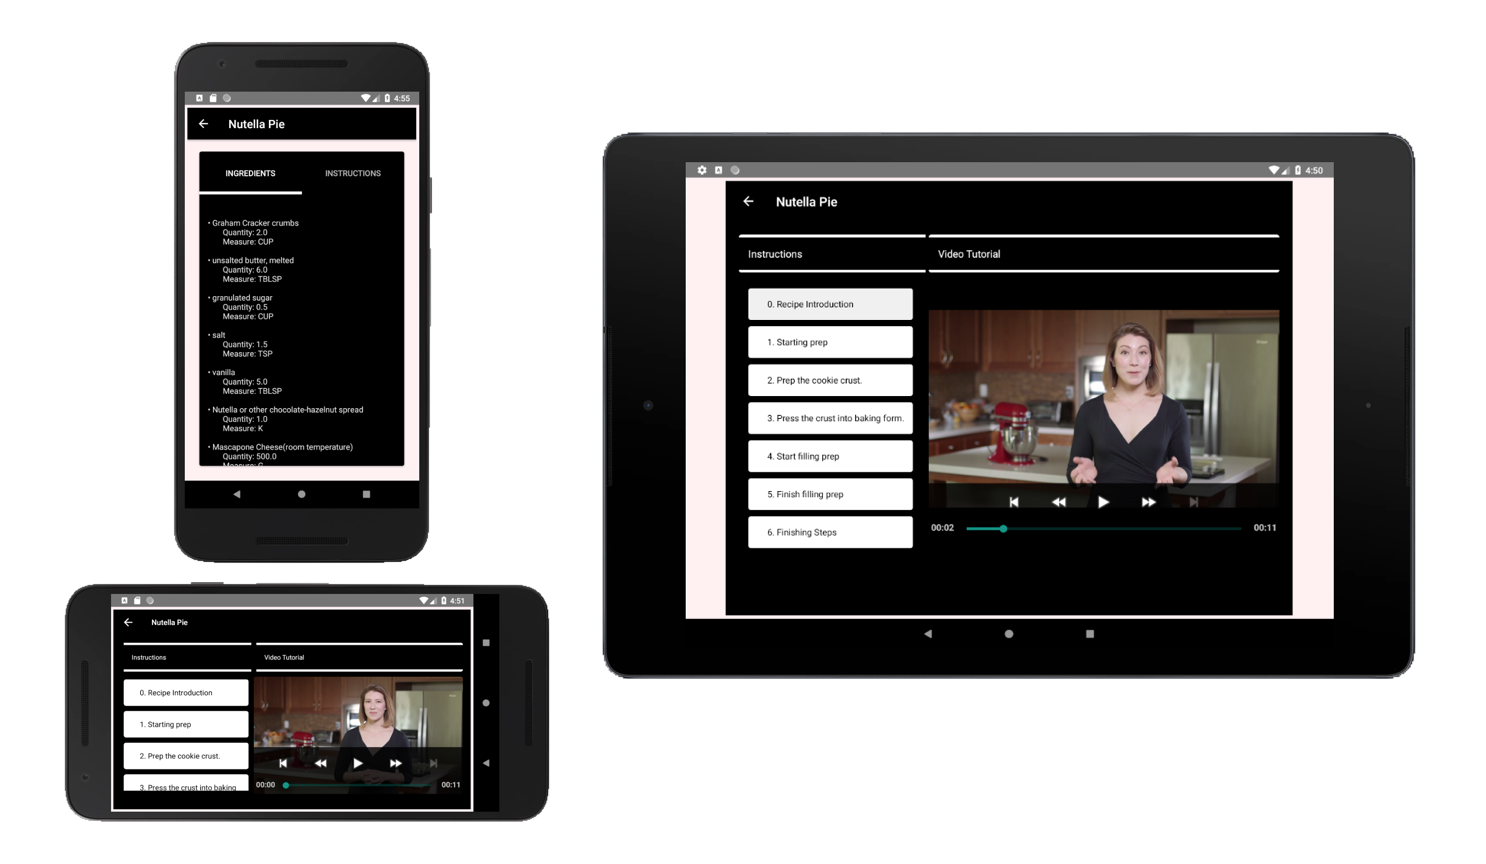 4:55
Nutella Pie
INGREDIENTS
INSTRUCTIONS
• Graham Cracker crumbs
Quantity: 2.0
Measure: CUP
• unsalted butter, melted
Quantity: 6.0
Measure: TBLSP
• granulated sugar
Quantity: 0.5
Measure: CUP
• salt
Quantity: 1.5
Measure: TSP
• vanilla
Quantity: 5.0
Measure: TBLSP
• Nutella or other chocolate-hazelnut spread
Quantity: 1.0
Measure: K
• Mascapone Cheese(room temperature)
Quantity: 500.0
Measure: G
4:50
Nutella Pie
Instructions
Video Tutorial
0. Recipe Introduction
1. Starting prep
2. Prep the cookie crust.
3. Press the crust into baking form.
4. Start filling prep
5. Finish filling prep
6. Finishing Steps
00:02
00:11
4:51
Nutella Pie
Instructions
Video Tutorial
0. Recipe Introduction
1. Starting prep
2. Prep the cookie crust.
3. Press the crust into baking
00:00
00:11